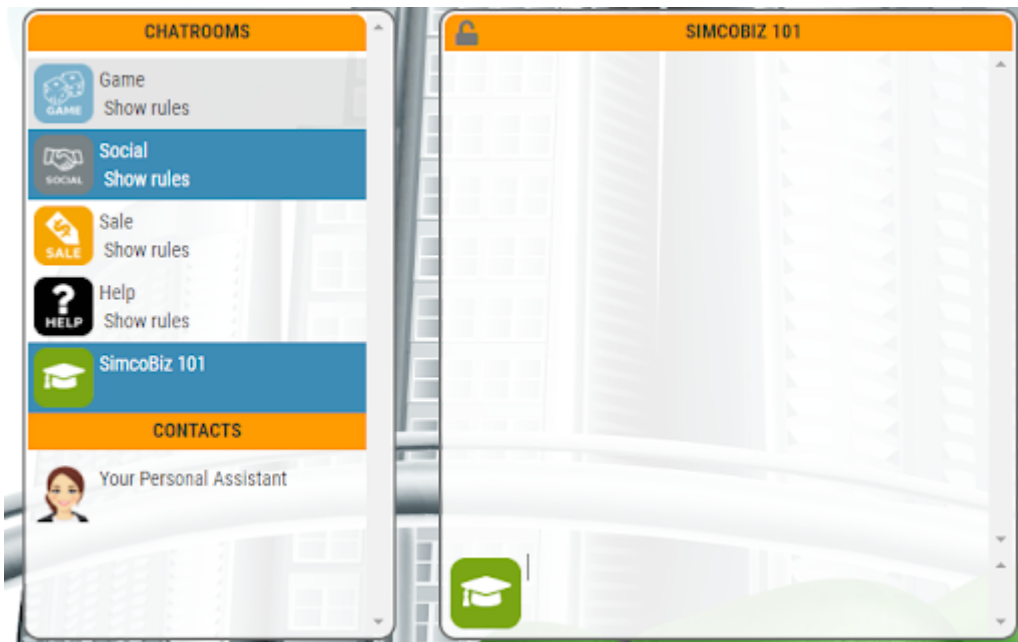 CHATROOMS
Game
Show rules
GAME
Social
Show rules
SOCIAL
Sale
Show rules
SALE
Help
Show rules
?
HELP
SimcoBiz 101
CONTACTS
Your Personal Assistant
SIMCOBIZ 101